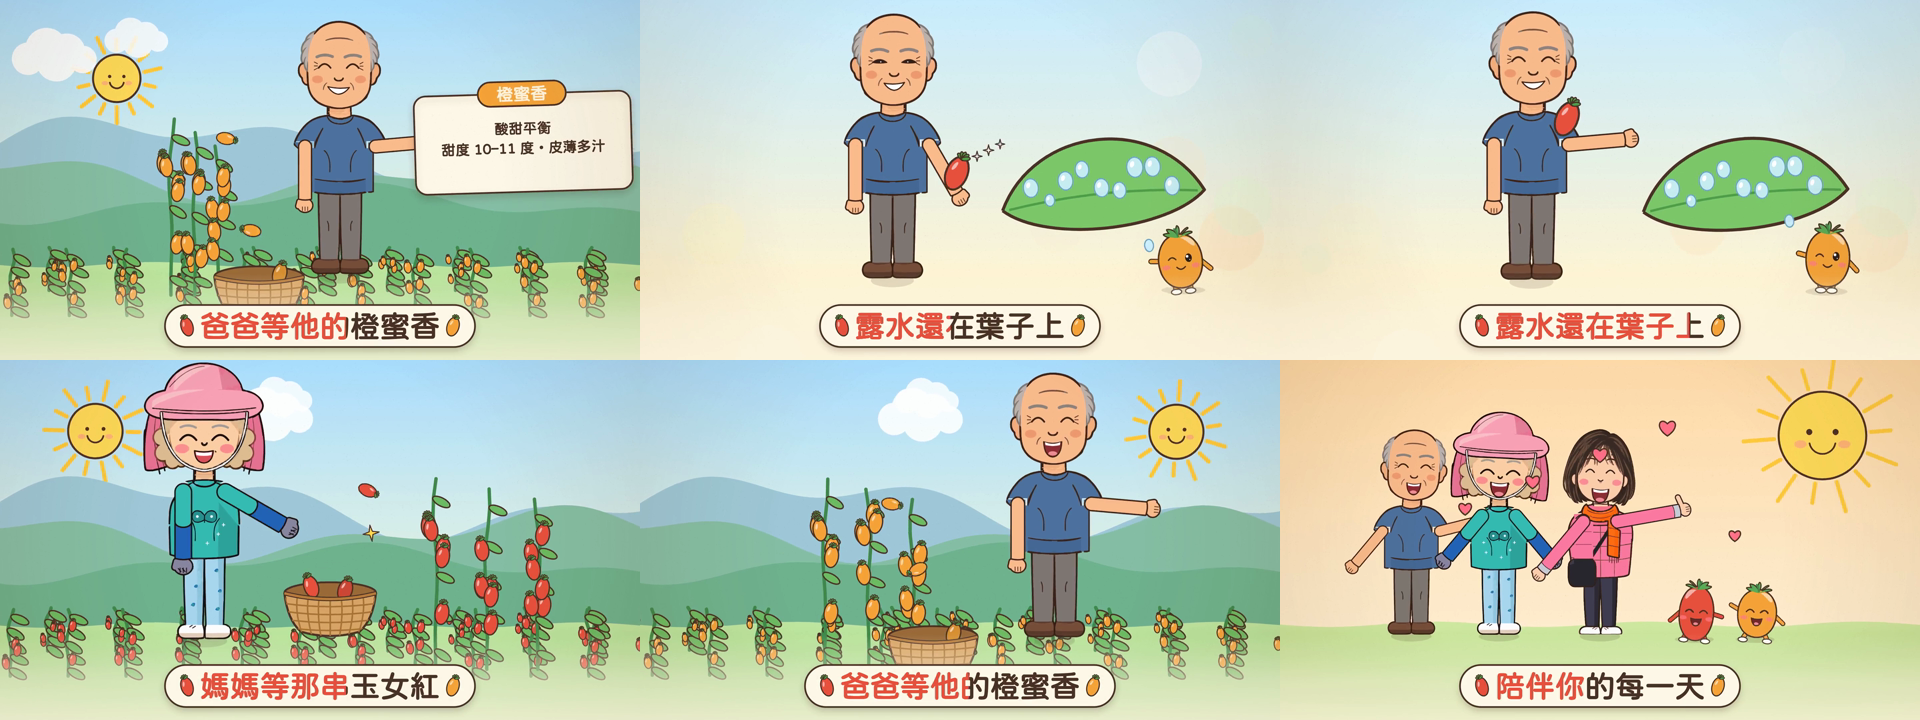 橙蜜香
酸甜平衡
甜度 10-11 度・皮薄多汁
爸爸等他的橙蜜香
露水還在葉子上
露水還在葉子上
媽媽等那串玉女紅
爸爸等他的橙蜜香
陪伴你的每一天